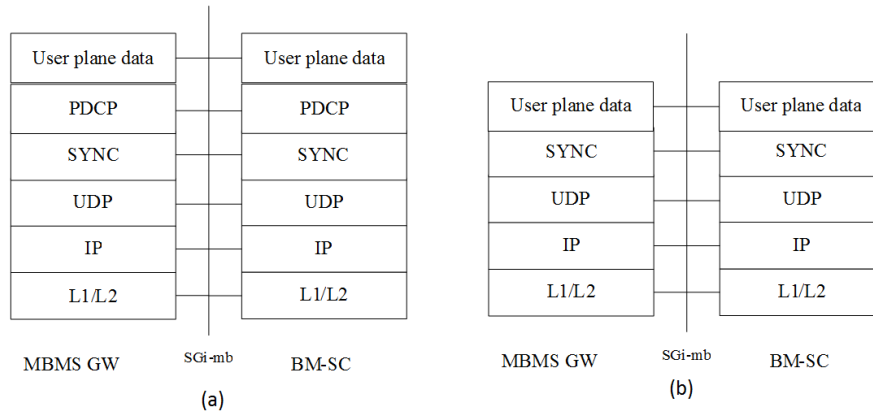 User plane data
User plane data
PDCP
PDCP
SYNC
SYNC
UDP
UDP
IP
IP
L1/L2
L1/L2
MBMS GW
SGi-mb
BM-SC
(a)
User plane data
User plane data
SYNC
SYNC
UDP
UDP
IP
IP
L1/L2
L1/L2
MBMS GW
SGi-mb
BM-SC
(b)